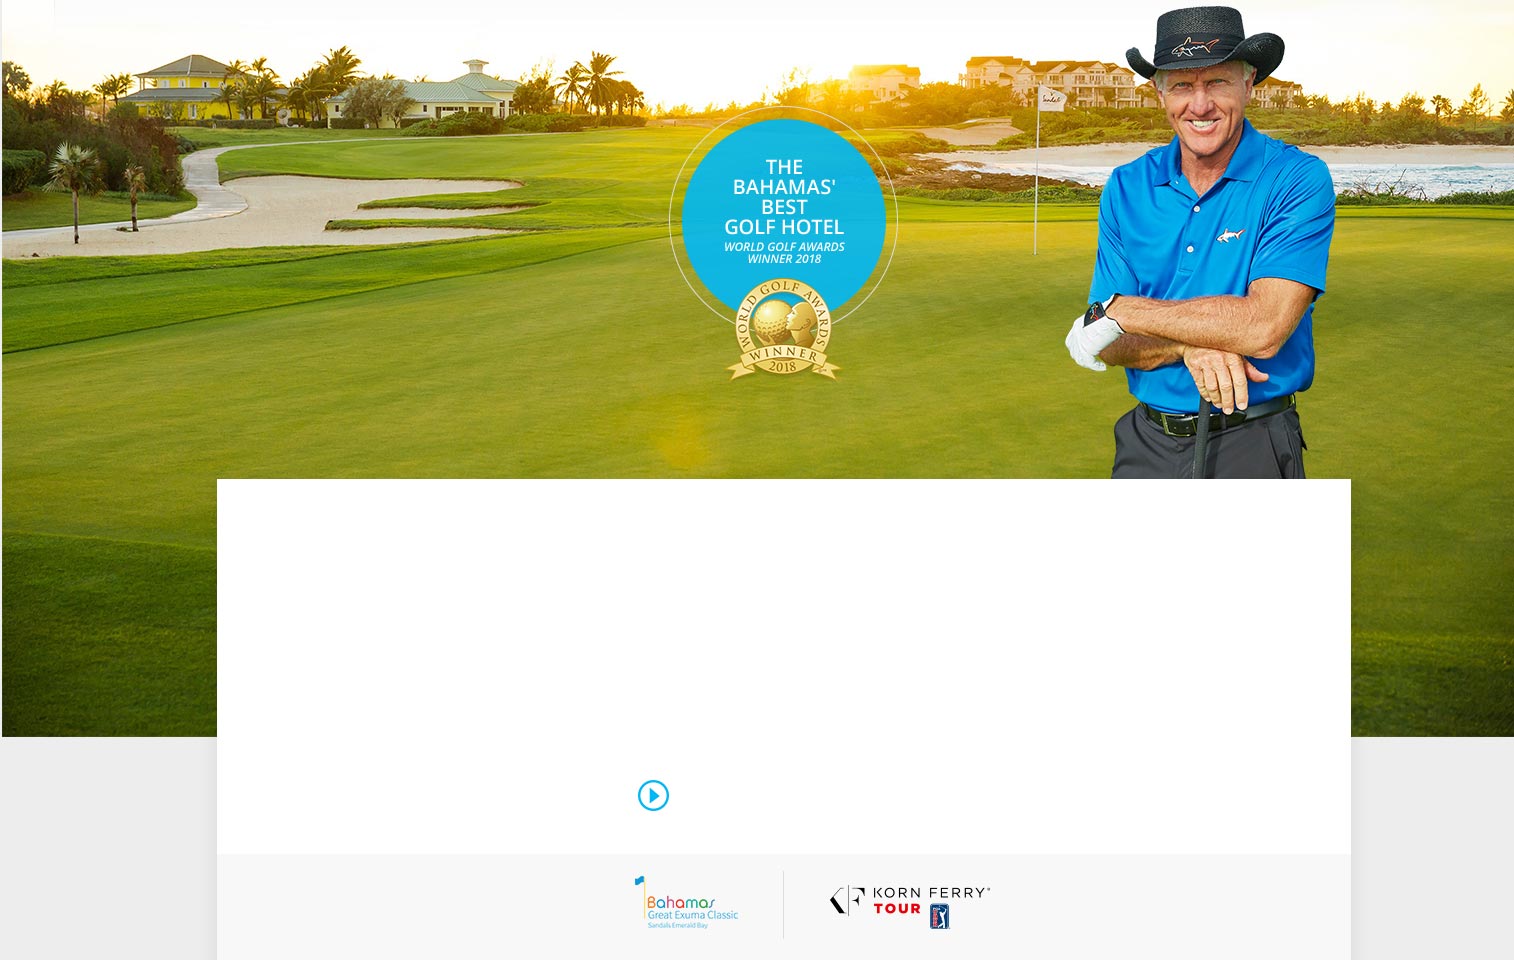 THE
BAHAMAS'
BEST
GOLF HOTEL
WORLD GOLF AWARDS
WINNER 2018
WORLD GOLF AWARDS
WINNER
2018
Bahamas
Great Exuma Classic
Sandals Emerald Bay
KORN FERRY®
TOUR